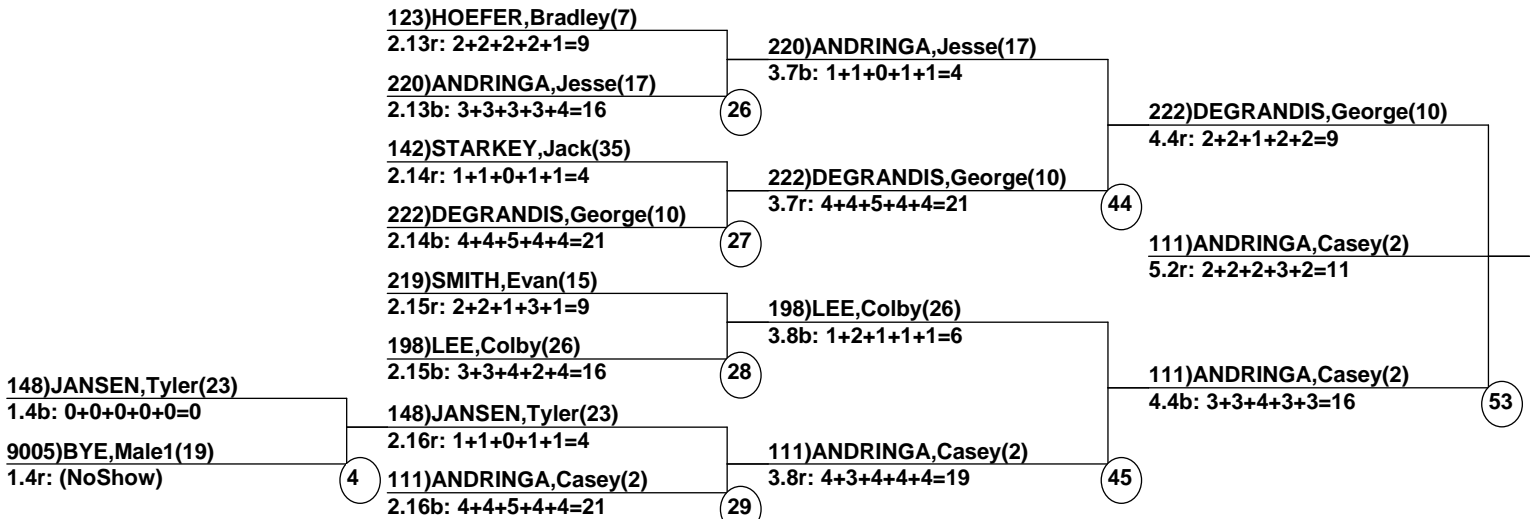 123)HOEFER,Bradley(7)
2.13r: 2+2+2+2+1=9
220)ANDRINGA,Jesse(17)
2.13b: 3+3+3+3+4=16
26
142)STARKEY,Jack(35)
2.14r: 1+1+0+1+1=4
222)DEGRANDIS,George(10)
2.14b: 4+4+5+4+4=21
27
219)SMITH,Evan(15)
2.15r: 2+2+1+3+1=9
198)LEE,Colby(26)
2.15b: 3+3+4+2+4=16
28
148)JANSEN,Tyler(23)
1.4b: 0+0+0+0+0=0
9005)BYE,Male1(19)
1.4r: (NoShow)
4
148)JANSEN,Tyler(23)
2.16r: 1+1+0+1+1=4
111)ANDRINGA,Casey(2)
2.16b: 4+4+5+4+4=21
29
220)ANDRINGA,Jesse(17)
3.7b: 1+1+0+1+1=4
222)DEGRANDIS,George(10)
3.7r: 4+4+5+4+4=21
44
198)LEE,Colby(26)
3.8b: 1+2+1+1+1=6
111)ANDRINGA,Casey(2)
3.8r: 4+3+4+4+4=19
45
222)DEGRANDIS,George(10)
4.4r: 2+2+1+2+2=9
111)ANDRINGA,Casey(2)
5.2r: 2+2+2+3+2=11
111)ANDRINGA,Casey(2)
4.4b: 3+3+4+3+3=16
53